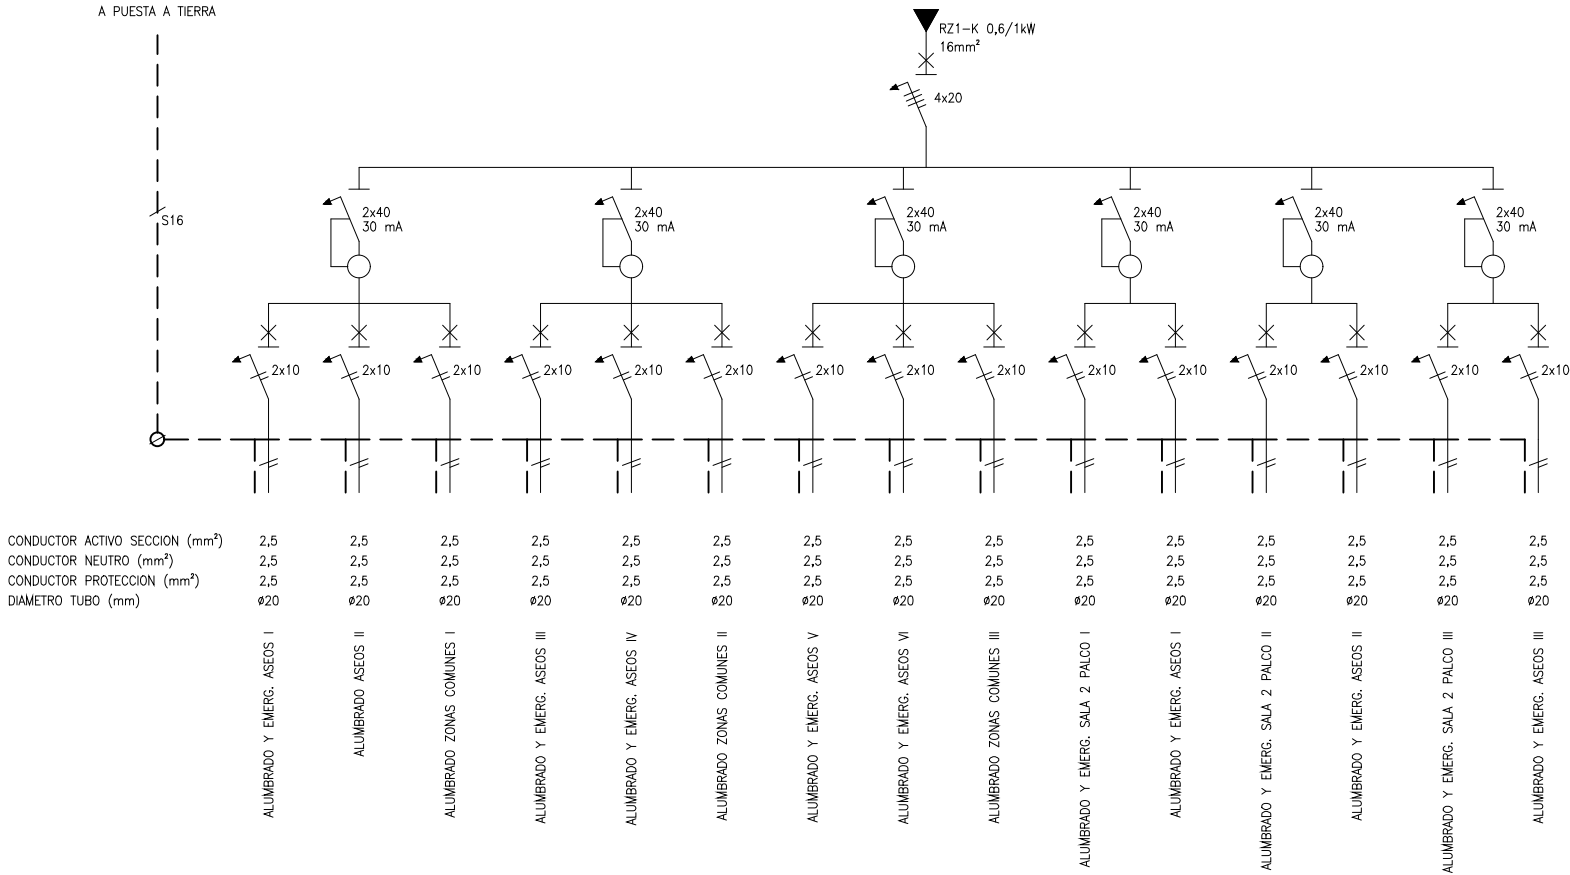 A PUESTA A TIERRA
RZ1-K 0,6/1kW
16mm²
4x20
S16
2x40
30 mA
2x40
30 mA
2x40
30 mA
2x40
30 mA
2x40
30 mA
2x40
30 mA
2x10 2x10 2x10 2x10 2x10 2x10 2x10 2x10 2x10 2x10 2x10 2x10 2x10 2x10 2x10
CONDUCTOR ACTIVO SECCION (mm²) 2,5 2,5 2,5 2,5 2,5 2,5 2,5 2,5 2,5 2,5 2,5 2,5 2,5 2,5 2,5
CONDUCTOR NEUTRO (mm²) 2,5 2,5 2,5 2,5 2,5 2,5 2,5 2,5 2,5 2,5 2,5 2,5 2,5 2,5 2,5
CONDUCTOR PROTECCION (mm²) 2,5 2,5 2,5 2,5 2,5 2,5 2,5 2,5 2,5 2,5 2,5 2,5 2,5 2,5 2,5
DIAMETRO TUBO (mm) ø20 ø20 ø20 ø20 ø20 ø20 ø20 ø20 ø20 ø20 ø20 ø20 ø20 ø20 ø20
ALUMBRADO Y EMERG. ASEOS I
ALUMBRADO ASEOS II
ALUMBRADO ZONAS COMUNES I
ALUMBRADO Y EMERG. ASEOS III
ALUMBRADO Y EMERG. ASEOS IV
ALUMBRADO ZONAS COMUNES II
ALUMBRADO Y EMERG. ASEOS V
ALUMBRADO Y EMERG. ASEOS VI
ALUMBRADO ZONAS COMUNES III
ALUMBRADO Y EMERG. SALA 2 PALCO I
ALUMBRADO Y EMERG. ASEOS I
ALUMBRADO Y EMERG. SALA 2 PALCO II
ALUMBRADO Y EMERG. ASEOS II
ALUMBRADO Y EMERG. SALA 2 PALCO III
ALUMBRADO Y EMERG. ASEOS III